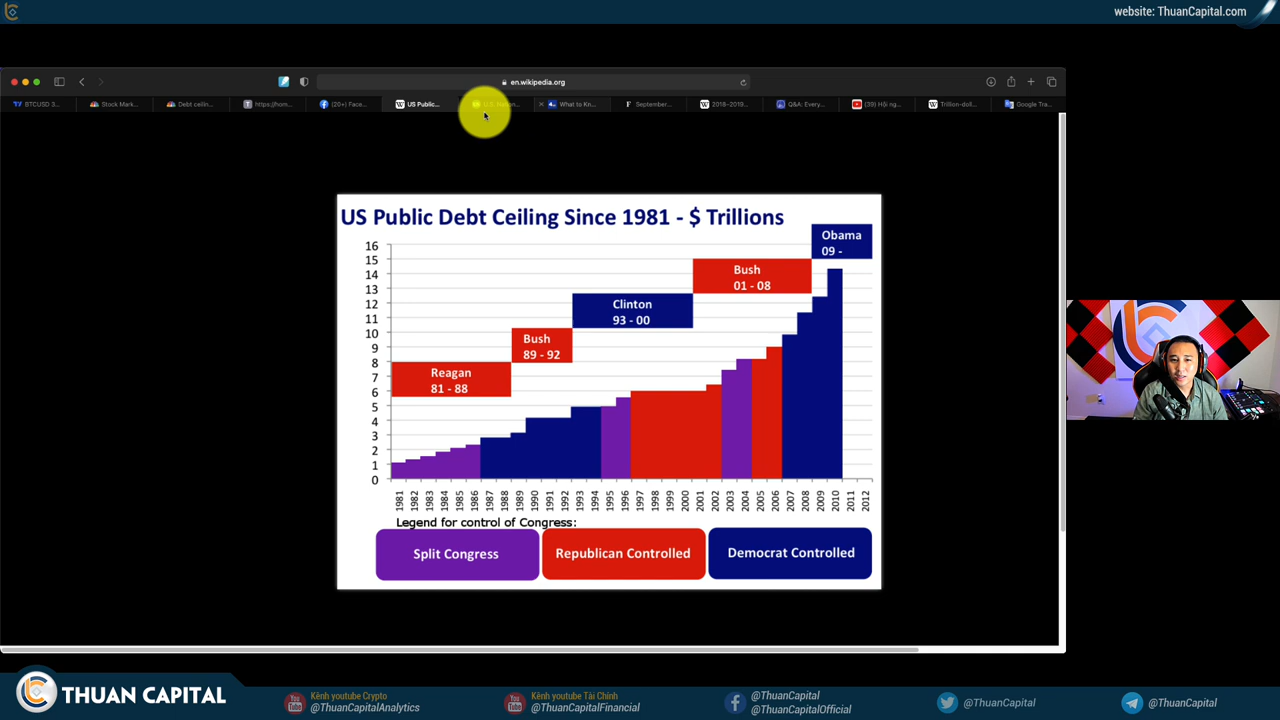 website: ThuanCapital.com
en.wikipedia.org
BTCUSD 3...
Stock Mark...
Debt ceilin...
https://hom...
(20+) Face...
US Public...
What to Kn...
September...
2018–2019...
Q&A: Every...
(39) Hội ng...
Trillion-doll...
Google Tra...
US Public Debt Ceiling Since 1981 - $ Trillions
Obama
09 -
Bush
01 - 08
Clinton
93 - 00
Bush
89 - 92
Reagan
81 - 88
16
15
14
13
12
11
10
9
8
7
6
5
4
3
2
1
0
1981
1982
1983
1984
1985
1986
1987
1988
1989
1990
1991
1992
1993
1994
1995
1996
1997
1998
1999
2000
2001
2002
2003
2004
2005
2006
2007
2008
2009
2010
2011
2012
Legend for control of Congress:
Split Congress
Republican Controlled
Democrat Controlled
THUAN CAPITAL
Kênh youtube Crypto
@ThuanCapitalAnalytics
Kênh youtube Tài Chính
@ThuanCapitalFinancial
@ThuanCapital
@ThuanCapitalOfficial
@ThuanCapital
@ThuanCapital